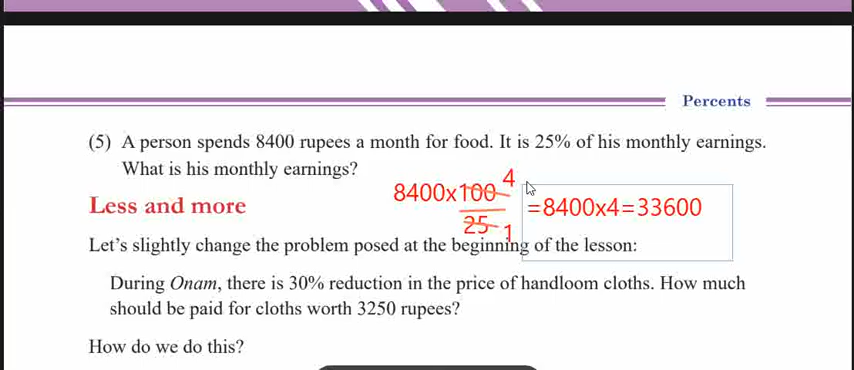 Percents
(5) A person spends 8400 rupees a month for food. It is 25% of his monthly earnings.
What is his monthly earnings?
8400x100/25 4 1 =8400x4=33600
Less and more
Let’s slightly change the problem posed at the beginning of the lesson:
During Onam, there is 30% reduction in the price of handloom cloths. How much
should be paid for cloths worth 3250 rupees?
How do we do this?